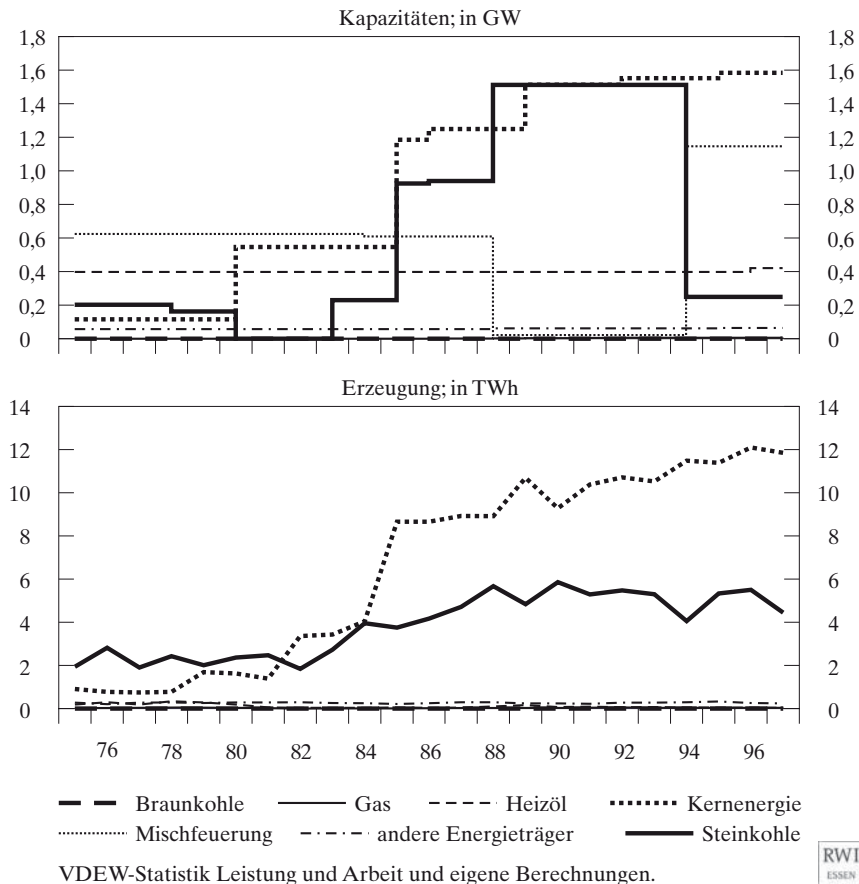 Kapazitäten; in GW
1,8 1,8
1,6 1,6
1,4 1,4
1,2 1,2
1,0 1,0
0,8 0,8
0,6 0,6
0,4 0,4
0,2 0,2
0 0
Erzeugung; in TWh
14 14
12 12
10 10
8 8
6 6
4 4
2 2
0 0
76 78 80 82 84 86 88 90 92 94 96
Braunkohle Gas Heizöl Kernenergie
Mischfeuerung andere Energieträger Steinkohle
VDEW-Statistik Leistung und Arbeit und eigene Berechnungen.
RWI
ESSEN